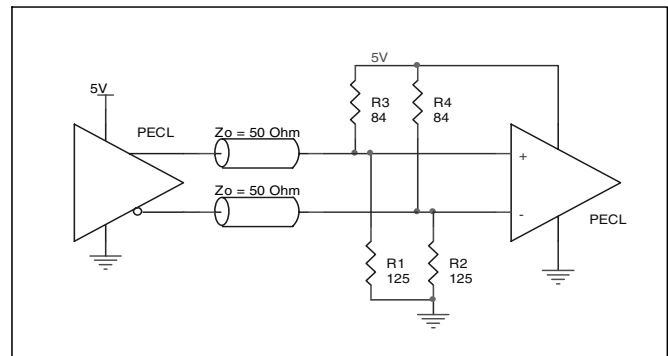 5V
5V
PECL
R3
84
R4
84
Zo = 50 Ohm
+
Zo = 50 Ohm
-
PECL
R1
125
R2
125